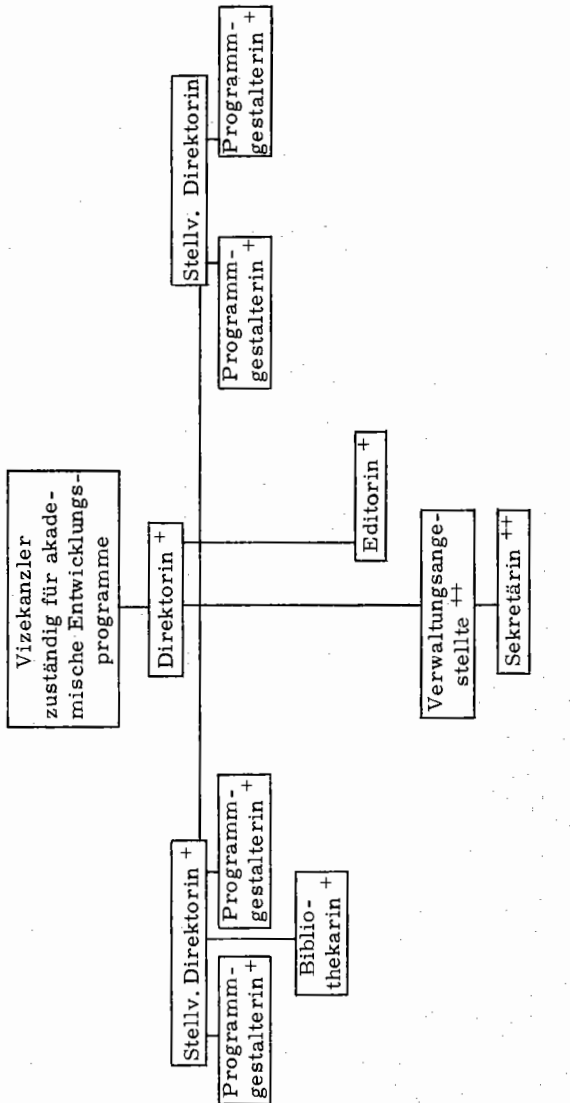 Vizekanzler
zuständig für akade-
mische Entwicklungs-
programme
Direktorin +
Stellv. Direktorin +
Stellv. Direktorin
Programm-
gestalterin +
Programm-
gestalterin +
Programm-
gestalterin +
Programm-
gestalterin +
Biblio-
thekarin +
Editorin +
Verwaltungsange-
stellte ++
Sekretärin ++